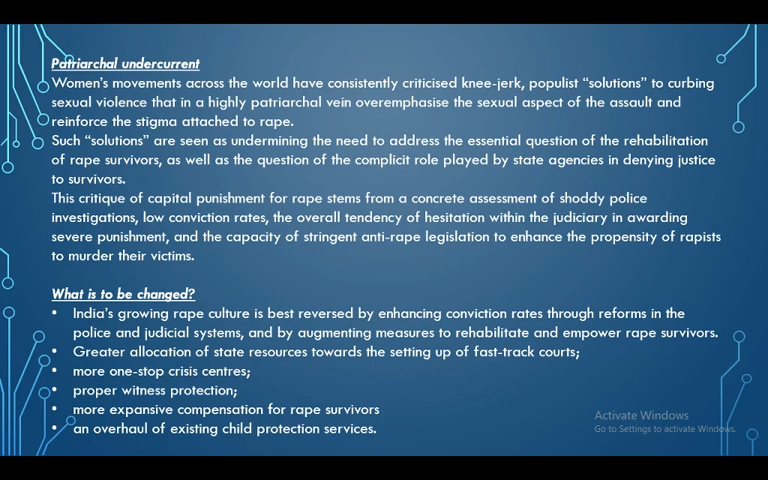 Patriarchal undercurrent
Women's movements across the world have consistently criticised knee-jerk, populist “solutions” to curbing
sexual violence that in a highly patriarchal vein overemphasise the sexual aspect of the assault and
reinforce the stigma attached to rape.
Such “solutions” are seen as undermining the need to address the essential question of the rehabilitation
of rape survivors, as well as the question of the complicit role played by state agencies in denying justice
to survivors.
This critique of capital punishment for rape stems from a concrete assessment of shoddy police
investigations, low conviction rates, the overall tendency of hesitation within the judiciary in awarding
severe punishment, and the capacity of stringent anti-rape legislation to enhance the propensity of rapists
to murder their victims.
What is to be changed?
• India's growing rape culture is best reversed by enhancing conviction rates through reforms in the
police and judicial systems, and by augmenting measures to rehabilitate and empower rape survivors.
• Greater allocation of state resources towards the setting up of fast-track courts;
• more one-stop crisis centres;
• proper witness protection;
• more expansive compensation for rape survivors
• an overhaul of existing child protection services.
Activate Windows
Go to Settings to activate Windows.